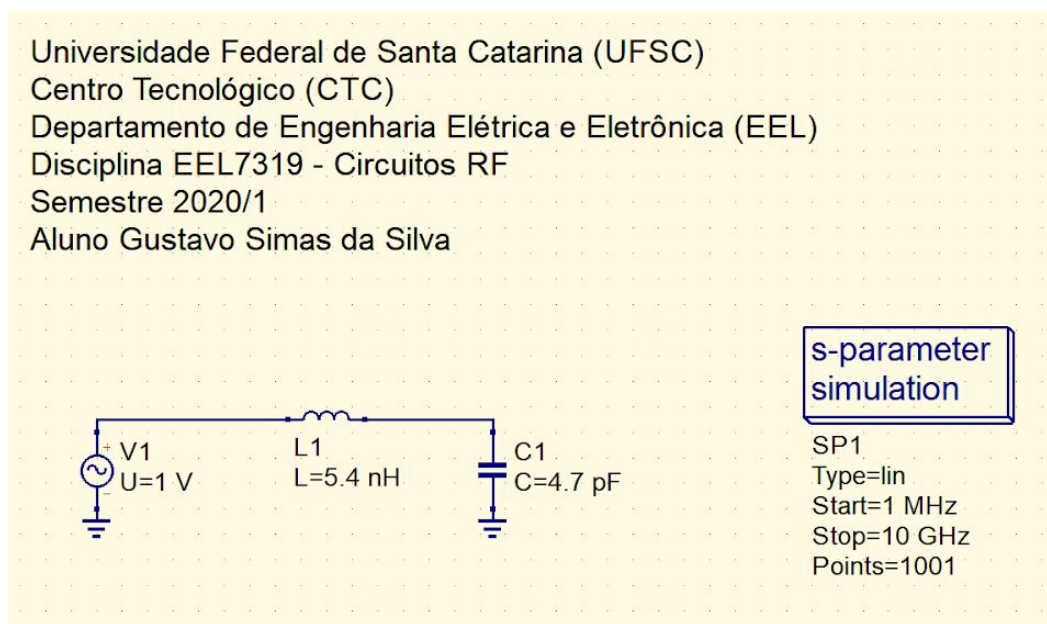 Universidade Federal de Santa Catarina (UFSC)
Centro Tecnológico (CTC)
Departamento de Engenharia Elétrica e Eletrônica (EEL)
Disciplina EEL7319 - Circuitos RF
Semestre 2020/1
Aluno Gustavo Simas da Silva
s-parameter
simulation
V1
U=1 V
L1
L=5.4 nH
C1
C=4.7 pF
SP1
Type=lin
Start=1 MHz
Stop=10 GHz
Points=1001